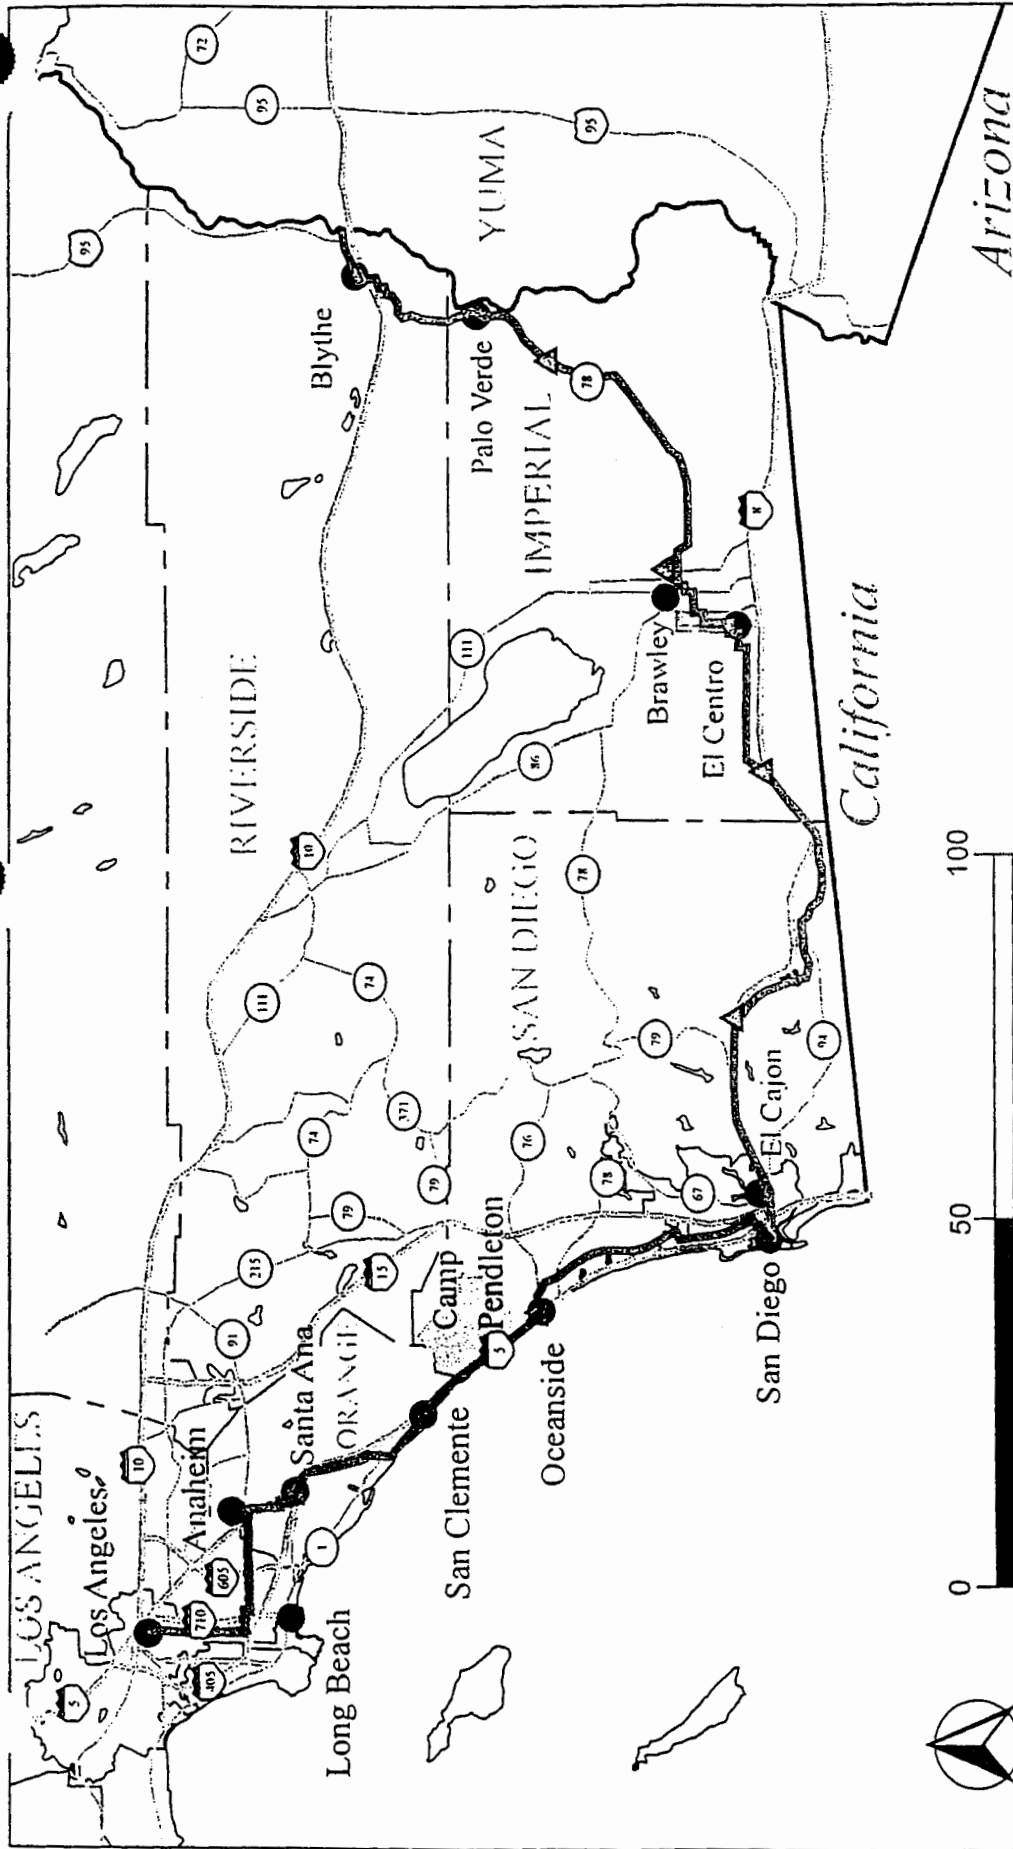 LOS ANGELES
Los Angeles
5
10
710
605
405
Anaheim
91
Long Beach
1
Santa Ana
ORANGE
215
15
79
74
RIVERSIDE
10
111
74
371
79
San Clemente
Camp
Pendleton
5
Oceanside
76
78
SAN DIEGO
78
79
67
San Diego
El Cajon
94
111
86
IMPERIAL
Brawley
El Centro
8
78
Palo Verde
Blythe
95
72
95
95
YUMA
California
Arizona
0
50
100